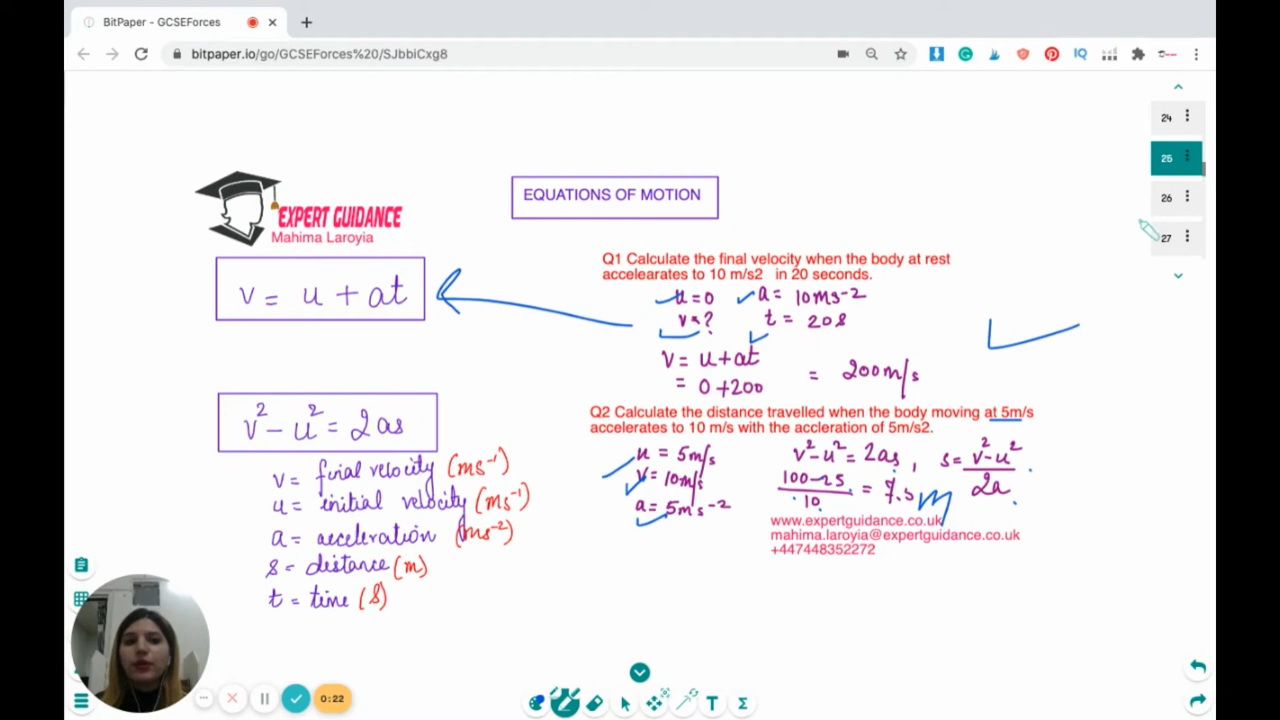 BitPaper - GCSEForces
bitpaper.io/go/GCSEForces%20/SJbbiCxg8
24
25
26
27
EXPERT GUIDANCE
Mahima Laroyia
EQUATIONS OF MOTION
v = u + at
v² - u² = 2as
v = final velocity (ms⁻¹)
u = initial velocity (ms⁻¹)
a = acceleration (ms⁻²)
s = distance (m)
t = time (s)
Q1 Calculate the final velocity when the body at rest
accelearates to 10 m/s2 in 20 seconds.
u = 0 a = 10ms-2
v = ? t = 20s
v = u + at
= 0 + 200 = 200m/s
Q2 Calculate the distance travelled when the body moving at 5m/s
accelerates to 10 m/s with the accleration of 5m/s2.
u = 5m/s
v = 10m/s
a = 5ms-2
v² - u² = 2as, s = v² - u² / 2a
100 - 25 / 10 = 7.5 m
www.expertguidance.co.uk
mahima.laroyia@expertguidance.co.uk
+447448352272
0:22
T
Σ